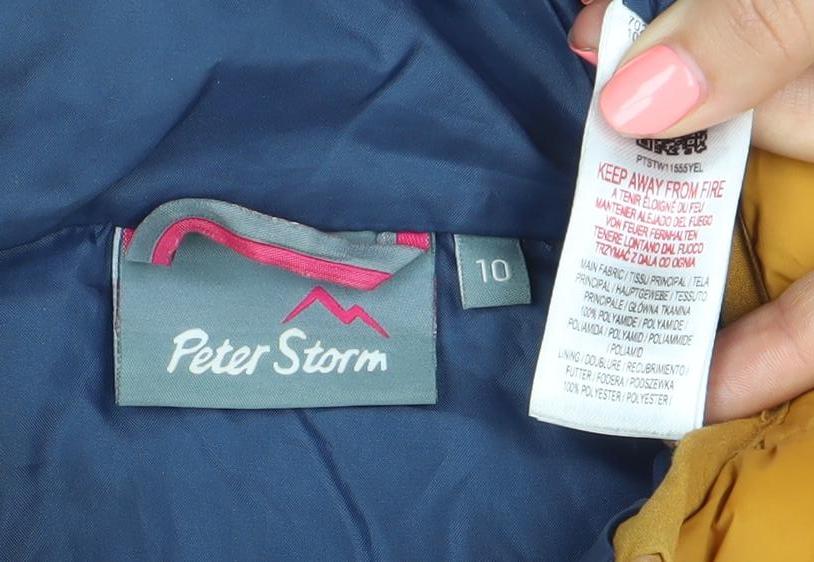 Peter Storm
10
PTSTW11555YEL
KEEP AWAY FROM FIRE
A TENIR ÉLOIGNÉ DU FEU
MANTENER ALEJADO DEL FUEGO
VON FEUER FERNHALTEN
TENERE LONTANO DAL FUOCO
TRZYMAĆ Z DALA OD OGNIA
MAIN FABRIC / TISSU PRINCIPAL / TELA
PRINCIPAL / HAUPTGEWEBE / TESSUTO
PRINCIPALE / GŁÓWNA TKANINA
100% POLYAMIDE / POLYAMIDE /
POLIAMIDA / POLYAMID / POLIAMMIDE
/ POLIAMID
LINING / DOUBLURE / RECUBRIMIENTO /
FUTTER / FODERA / PODSZEWKA
100% POLYESTER / POLYESTER /